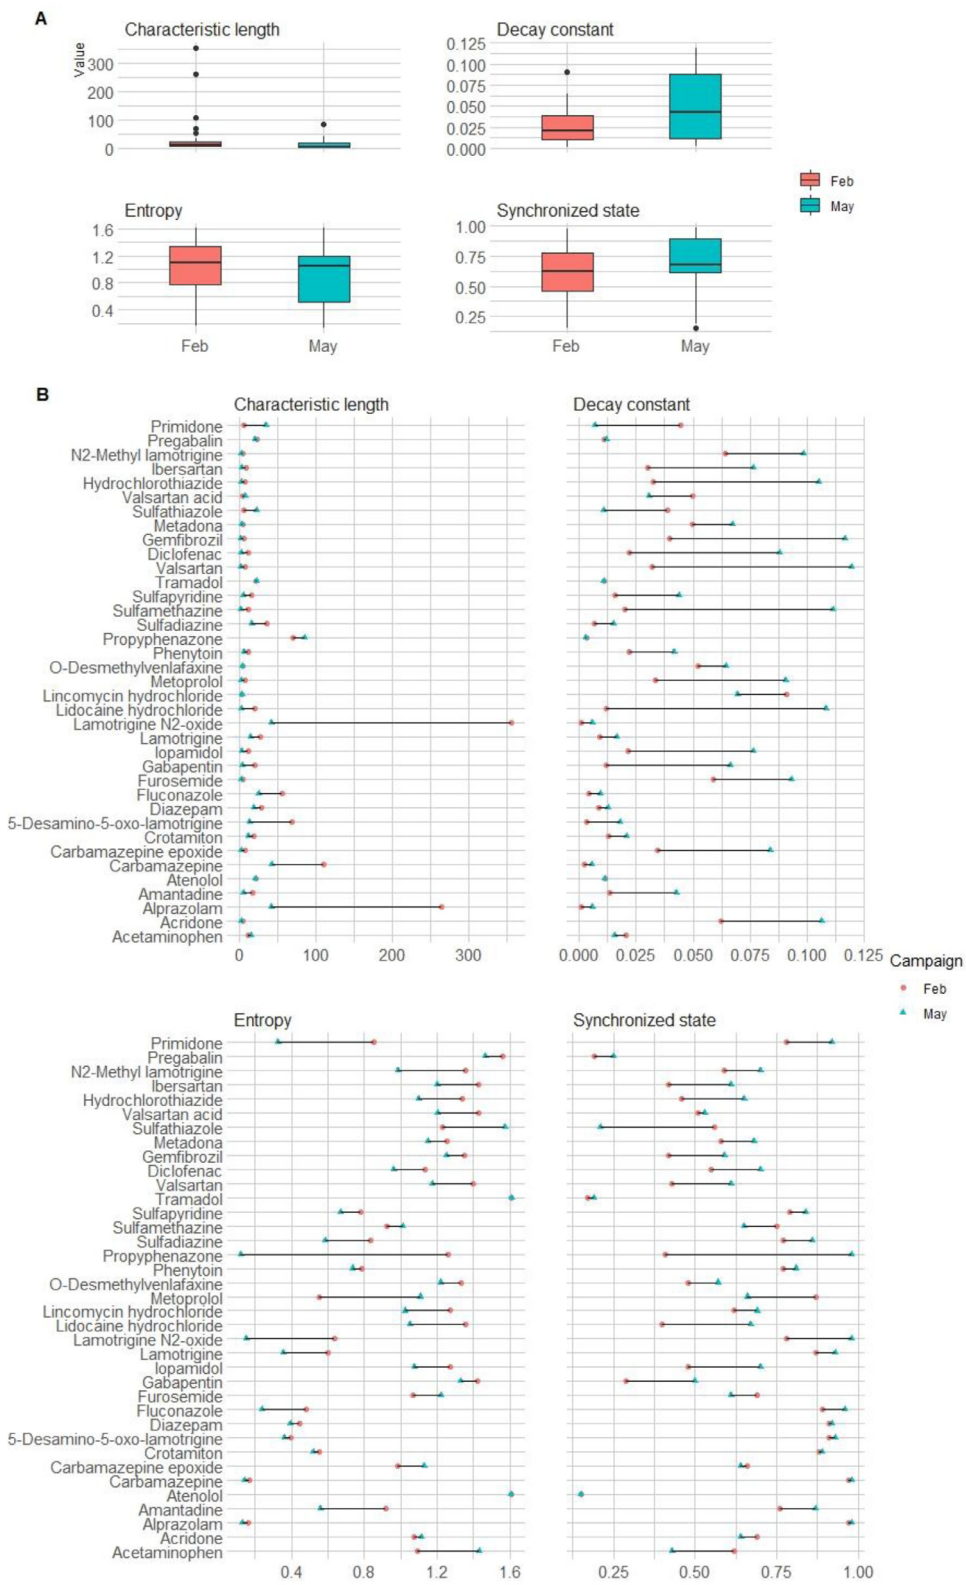 A
Characteristic length
Decay constant
Value
300
200
100
0
0.125
0.100
0.075
0.050
0.025
0.000
Feb
May
Entropy
Synchronized state
1.6
1.2
0.8
0.4
1.00
0.75
0.50
0.25
Feb
May
Feb
May
B
Characteristic length
Decay constant
Primidone
Pregabalin
N2-Methyl lamotrigine
Ibersartan
Hydrochlorothiazide
Valsartan acid
Sulfathiazole
Metadona
Gemfibrozil
Diclofenac
Valsartan
Tramadol
Sulfapyridine
Sulfamethazine
Sulfadiazine
Propyphenazone
Phenytoin
O-Desmethylvenlafaxine
Metoprolol
Lincomycin hydrochloride
Lidocaine hydrochloride
Lamotrigine N2-oxide
Lamotrigine
Iopamidol
Gabapentin
Furosemide
Fluconazole
Diazepam
5-Desamino-5-oxo-lamotrigine
Crotamiton
Carbamazepine epoxide
Carbamazepine
Atenolol
Amantadine
Alprazolam
Acridone
Acetaminophen
0 100 200 300
0.000 0.025 0.050 0.075 0.100 0.125
Campaign
Feb
May
Entropy
Synchronized state
Primidone
Pregabalin
N2-Methyl lamotrigine
Ibersartan
Hydrochlorothiazide
Valsartan acid
Sulfathiazole
Metadona
Gemfibrozil
Diclofenac
Valsartan
Tramadol
Sulfapyridine
Sulfamethazine
Sulfadiazine
Propyphenazone
Phenytoin
O-Desmethylvenlafaxine
Metoprolol
Lincomycin hydrochloride
Lidocaine hydrochloride
Lamotrigine N2-oxide
Lamotrigine
Iopamidol
Gabapentin
Furosemide
Fluconazole
Diazepam
5-Desamino-5-oxo-lamotrigine
Crotamiton
Carbamazepine epoxide
Carbamazepine
Atenolol
Amantadine
Alprazolam
Acridone
Acetaminophen
0.4 0.8 1.2 1.6
0.25 0.50 0.75 1.00